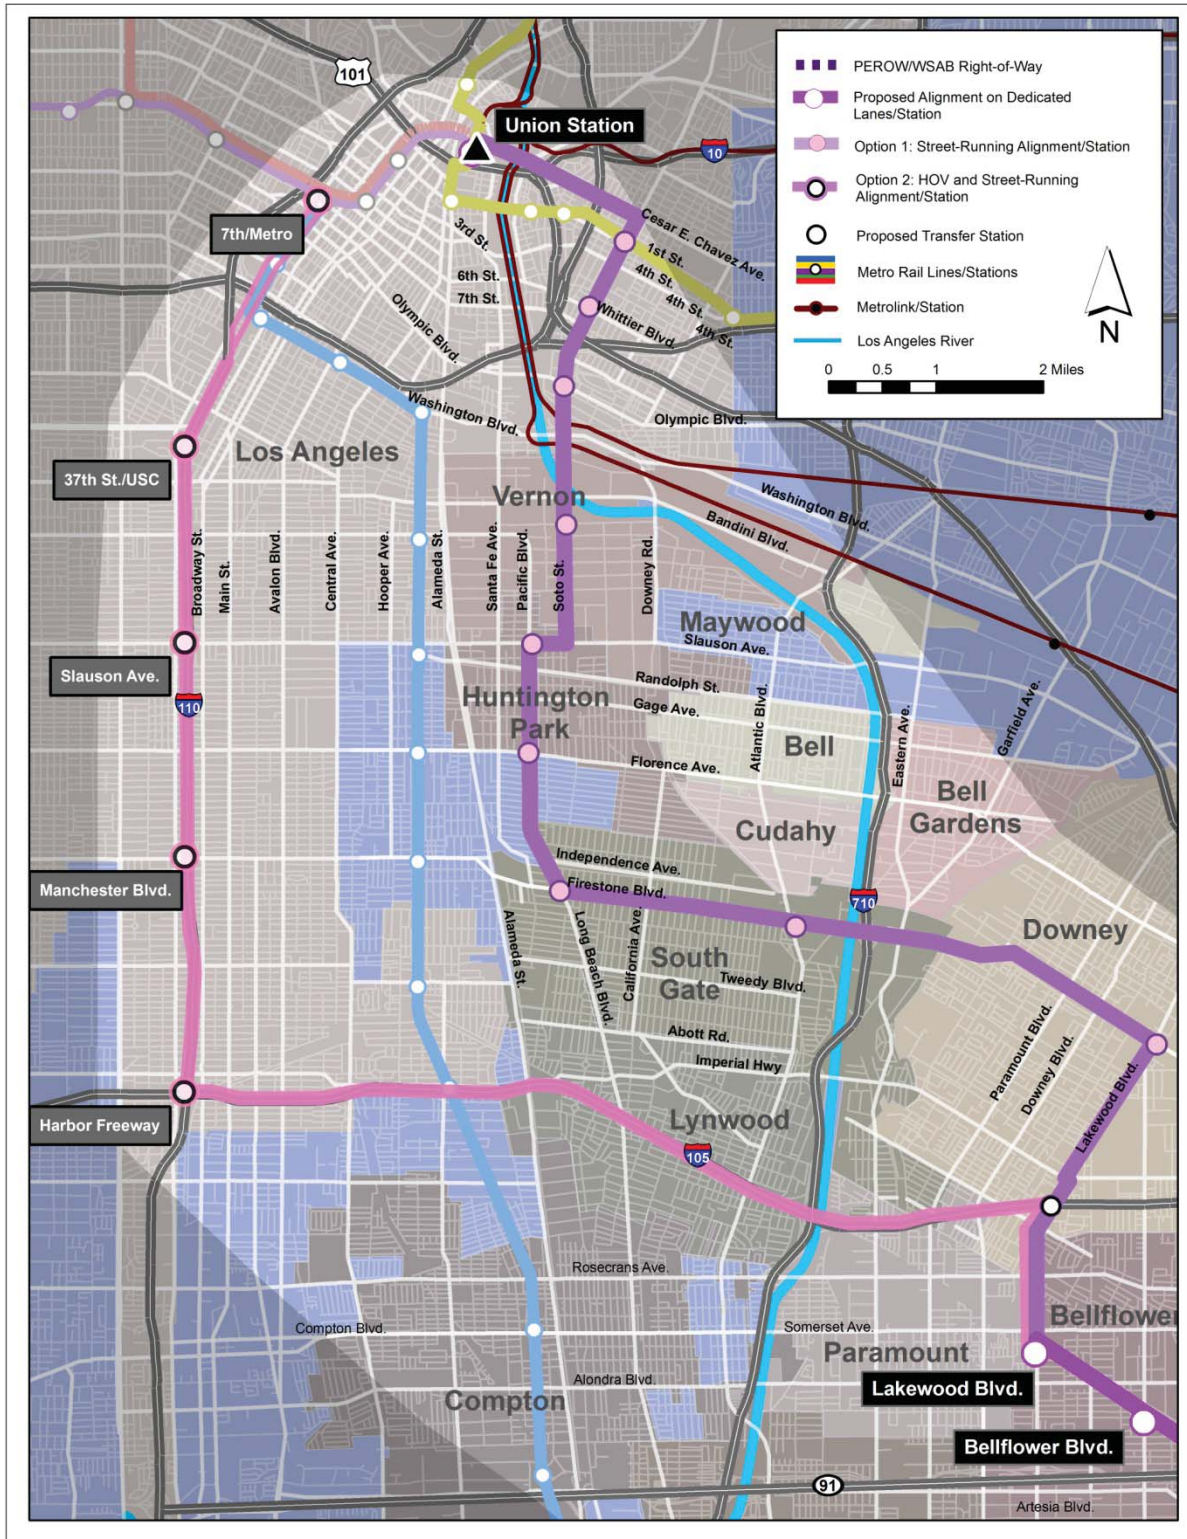 PEROW/WSAB Right-of-Way
Proposed Alignment on Dedicated
Lanes/Station
Option 1: Street-Running Alignment/Station
Option 2: HOV and Street-Running
Alignment/Station
Proposed Transfer Station
Metro Rail Lines/Stations
Metrolink/Station
Los Angeles River
0 0.5 1 2 Miles
N
101
Union Station
10
7th/Metro
3rd St.
6th St.
7th St.
Cesar E. Chavez Ave.
1st St.
4th St.
4th St.
4th St.
Whittier Blvd.
Olympic Blvd.
Washington Blvd.
Olympic Blvd.
Los Angeles
37th St./USC
Vernon
Washington Blvd.
Bandini Blvd.
Broadway St.
Main St.
Avalon Blvd.
Central Ave.
Hooper Ave.
Alameda St.
Santa Fe Ave.
Pacific Blvd.
Soto St.
Downey Rd.
Maywood
Slauson Ave.
Slauson Ave.
110
Randolph St.
Gage Ave.
Huntington
Park
Atlantic Blvd.
Bell
Eastern Ave.
Garfield Ave.
Florence Ave.
Bell
Gardens
Cudahy
Independence Ave.
Firestone Blvd.
Manchester Blvd.
710
Alameda St.
Long Beach Blvd.
California Ave.
South
Gate
Tweedy Blvd.
Downey
Abott Rd.
Imperial Hwy
Paramount Blvd.
Downey Blvd.
Lakewood Blvd.
Harbor Freeway
Lynwood
105
Rosecrans Ave.
Compton Blvd.
Somerset Ave.
Bellflower
Paramount
Alondra Blvd.
Lakewood Blvd.
Compton
Bellflower Blvd.
91
Artesia Blvd.